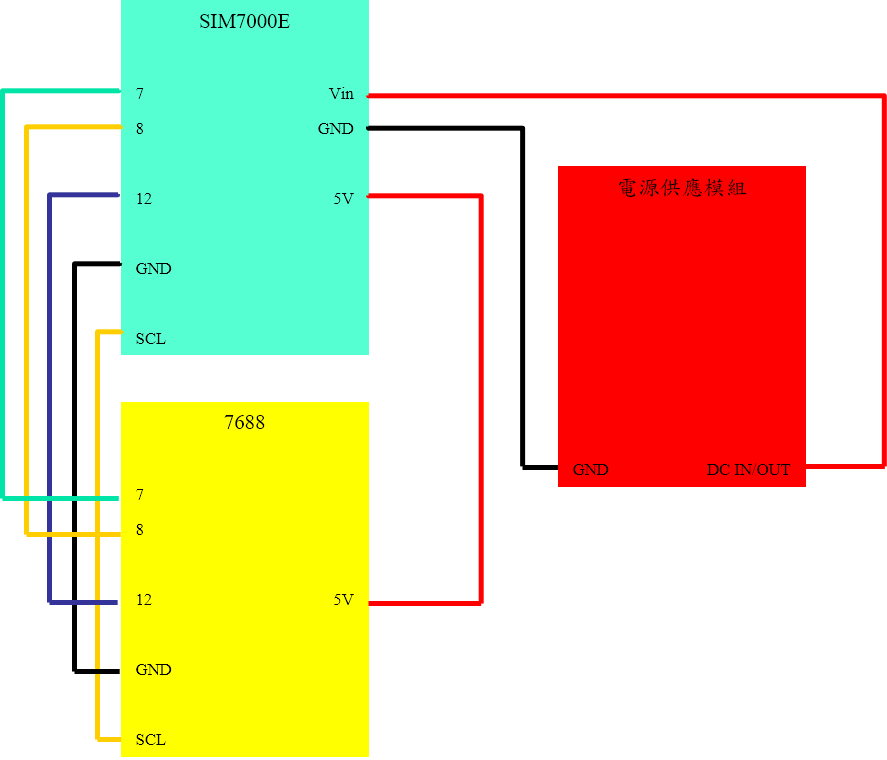 SIM7000E
7
Vin
8
GND
12
5V
GND
SCL
電源供應模組
GND
DC IN/OUT
7688
7
8
12
5V
GND
SCL